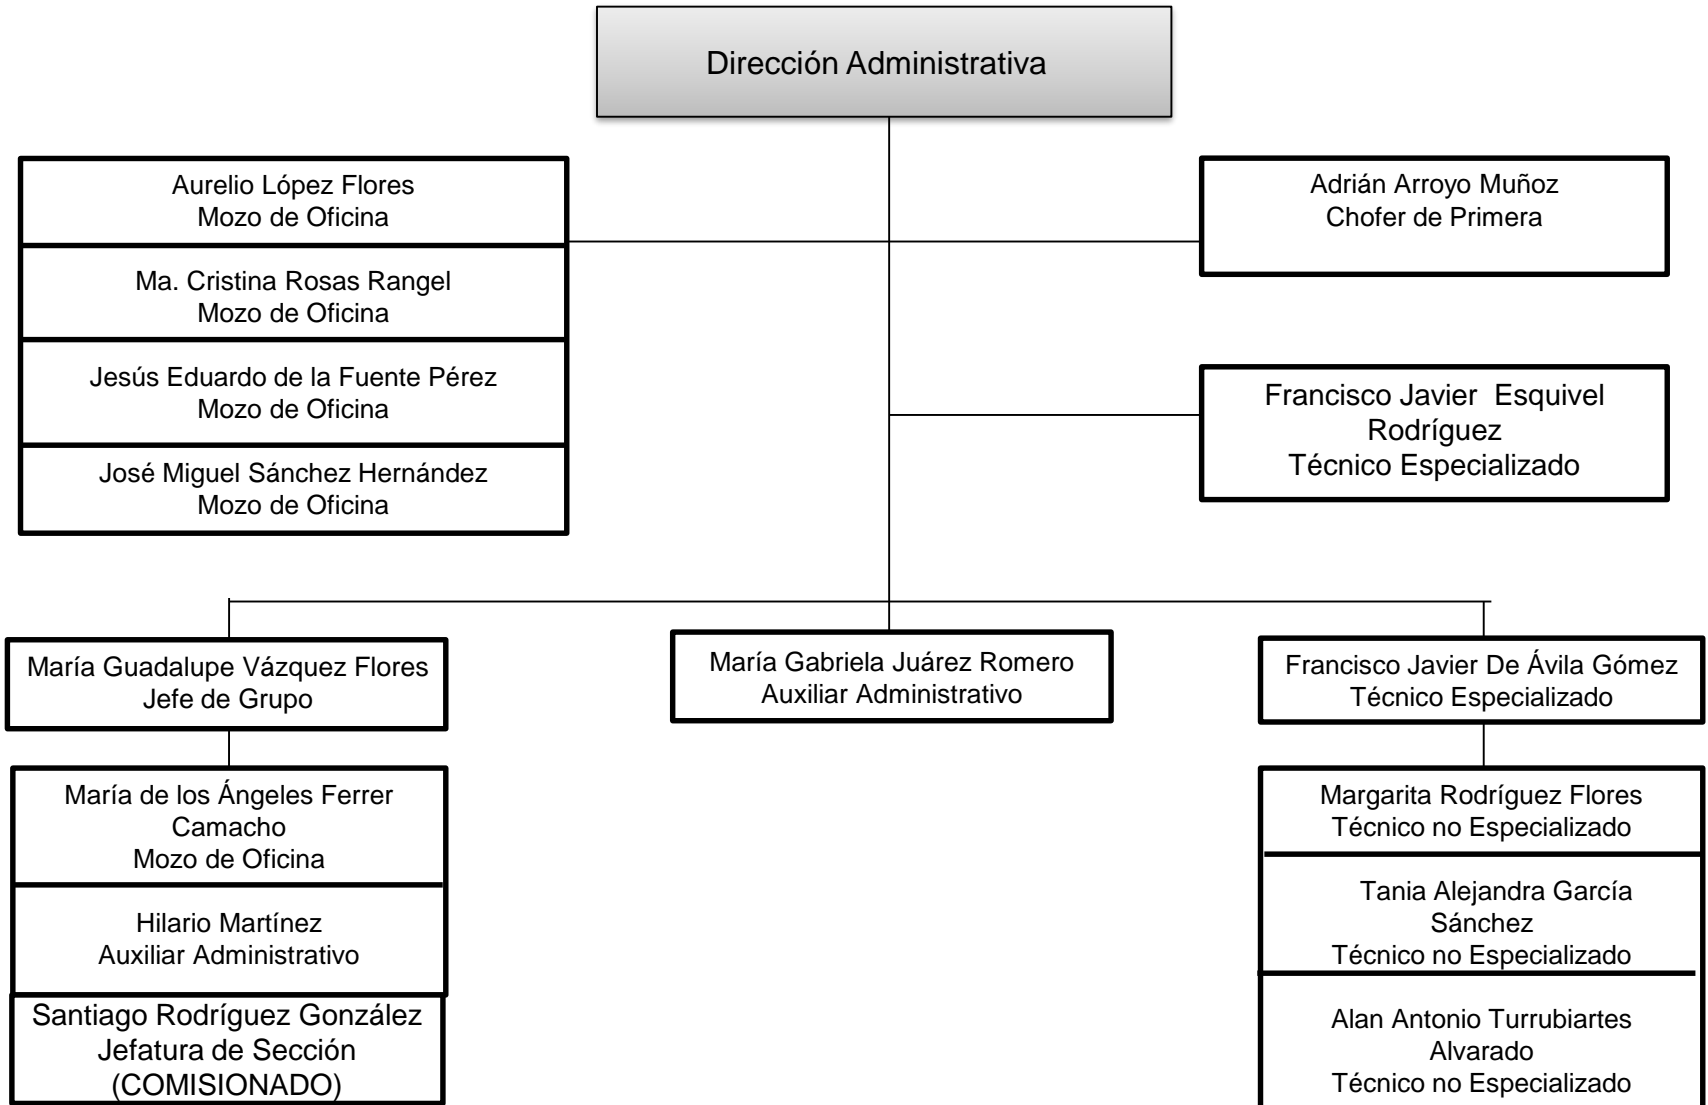 Dirección Administrativa
Aurelio López Flores
Mozo de Oficina
Ma. Cristina Rosas Rangel
Mozo de Oficina
Jesús Eduardo de la Fuente Pérez
Mozo de Oficina
José Miguel Sánchez Hernández
Mozo de Oficina
Adrián Arroyo Muñoz
Chofer de Primera
Francisco Javier  Esquivel
Rodríguez
Técnico Especializado
María Guadalupe Vázquez Flores
Jefe de Grupo
María de los Ángeles Ferrer
Camacho
Mozo de Oficina
Hilario Martínez
Auxiliar Administrativo
Santiago Rodríguez González
Jefatura de Sección
(COMISIONADO)
María Gabriela Juárez Romero
Auxiliar Administrativo
Francisco Javier De Ávila Gómez
Técnico Especializado
Margarita Rodríguez Flores
Técnico no Especializado
Tania Alejandra García
Sánchez
Técnico no Especializado
Alan Antonio Turrubiartes
Alvarado
Técnico no Especializado